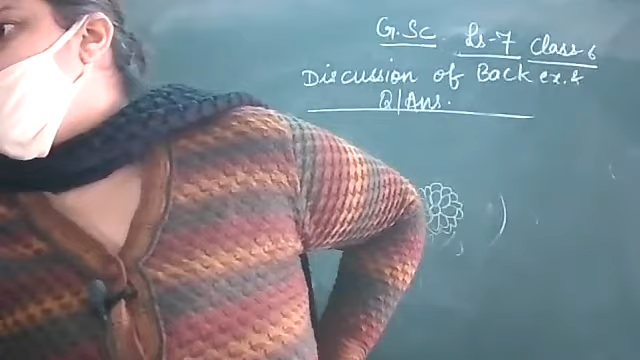 G.Sc. Ls-7 Class-6
Discussion of Back ex. &
Q/Ans.